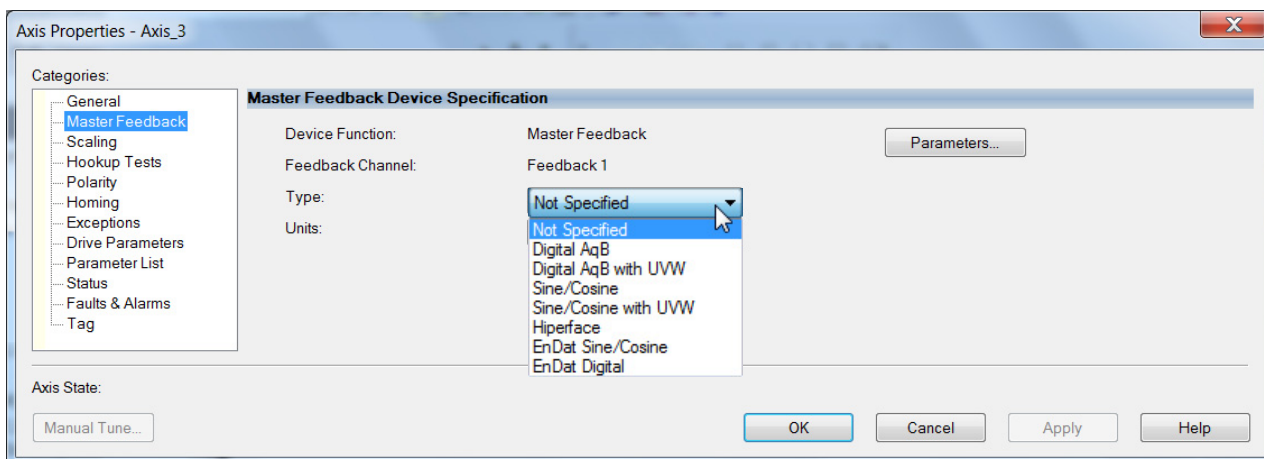 Axis Properties - Axis_3
X
Categories:
General
Master Feedback
Scaling
Hookup Tests
Polarity
Homing
Exceptions
Drive Parameters
Parameter List
Status
Faults & Alarms
Tag
Master Feedback Device Specification
Device Function: Master Feedback
Parameters...
Feedback Channel: Feedback 1
Type: Not Specified
Units:
Not Specified
Digital AqB
Digital AqB with UVW
Sine/Cosine
Sine/Cosine with UVW
Hiperface
EnDat Sine/Cosine
EnDat Digital
Axis State:
Manual Tune...
OK Cancel Apply Help